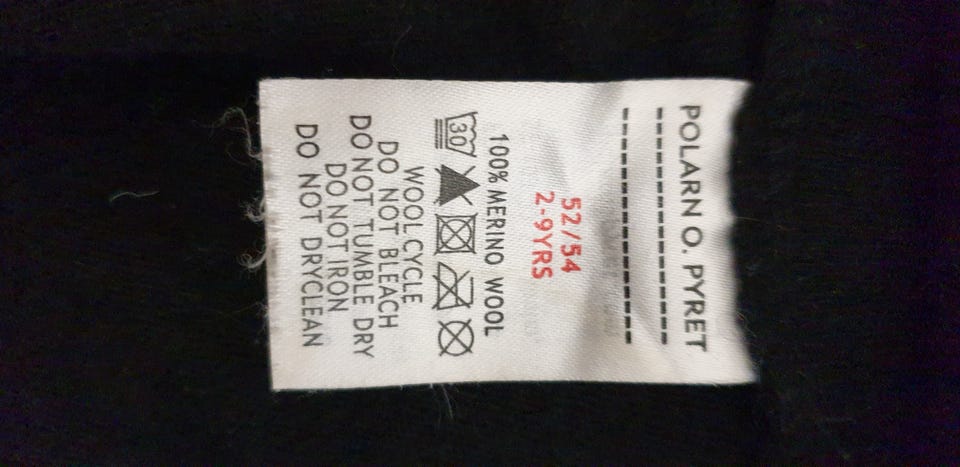 POLARN O. PYRET
52/54
2-9YRS
100% MERINO WOOL
30
WOOL CYCLE
DO NOT BLEACH
DO NOT TUMBLE DRY
DO NOT IRON
DO NOT DRYCLEAN